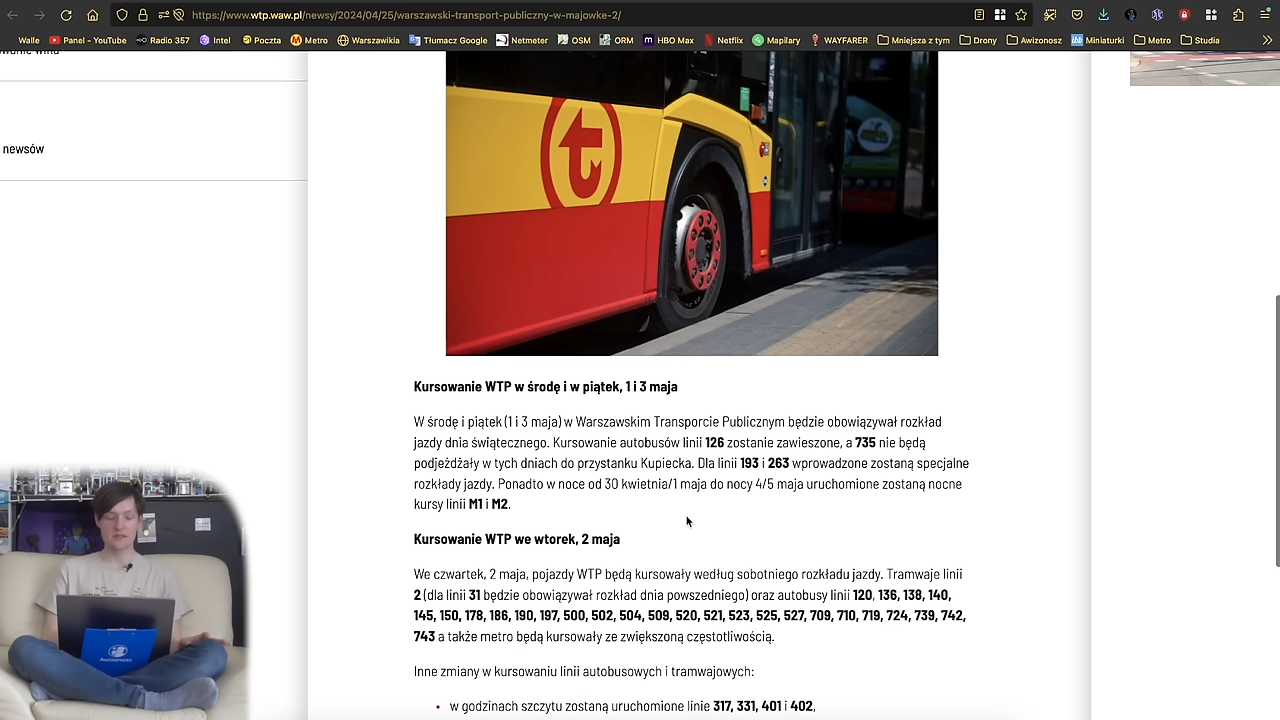 https://www.wtp.waw.pl/newsy/2024/04/25/warszawski-transport-publiczny-w-majowke-2/
Walle Panel - YouTube Radio 357 Intel Poczta Metro Warszawikia Tłumacz Google Netmeter OSM ORM HBO Max Netflix Mapilary WAYFARER Mniejsza z tym Drony Awizonosz Miniaturki Metro Studia
newsów
Kursowanie WTP w środę i w piątek, 1 i 3 maja
W środę i piątek (1 i 3 maja) w Warszawskim Transporcie Publicznym będzie obowiązywał rozkład
jazdy dnia świątecznego. Kursowanie autobusów linii 126 zostanie zawieszone, a 735 nie będą
podjeżdżały w tych dniach do przystanku Kupiecka. Dla linii 193 i 263 wprowadzone zostaną specjalne
rozkłady jazdy. Ponadto w noce od 30 kwietnia/1 maja do nocy 4/5 maja uruchomione zostaną nocne
kursy linii M1 i M2.
Kursowanie WTP we wtorek, 2 maja
We czwartek, 2 maja, pojazdy WTP będą kursowały według sobotniego rozkładu jazdy. Tramwaje linii
2 (dla linii 31 będzie obowiązywał rozkład dnia powszedniego) oraz autobusy linii 120, 136, 138, 140,
145, 150, 178, 186, 190, 197, 500, 502, 504, 509, 520, 521, 523, 525, 527, 709, 710, 719, 724, 739, 742,
743 a także metro będą kursowały ze zwiększoną częstotliwością.
Inne zmiany w kursowaniu linii autobusowych i tramwajowych:
• w godzinach szczytu zostaną uruchomione linie 317, 331, 401 i 402,
Awizonosz